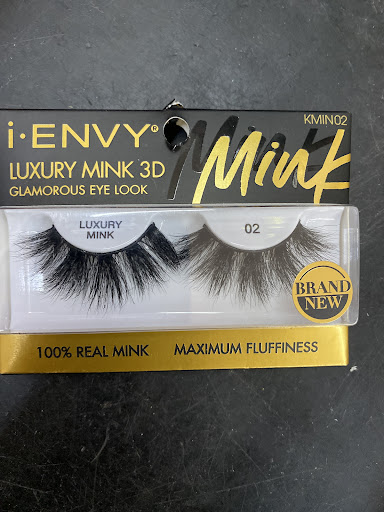 KMIN02
i·ENVY®
Mink
LUXURY MINK 3D
GLAMOROUS EYE LOOK
Mink
LUXURY
MINK
02
BRAND
NEW
100% REAL MINK MAXIMUM FLUFFINESS